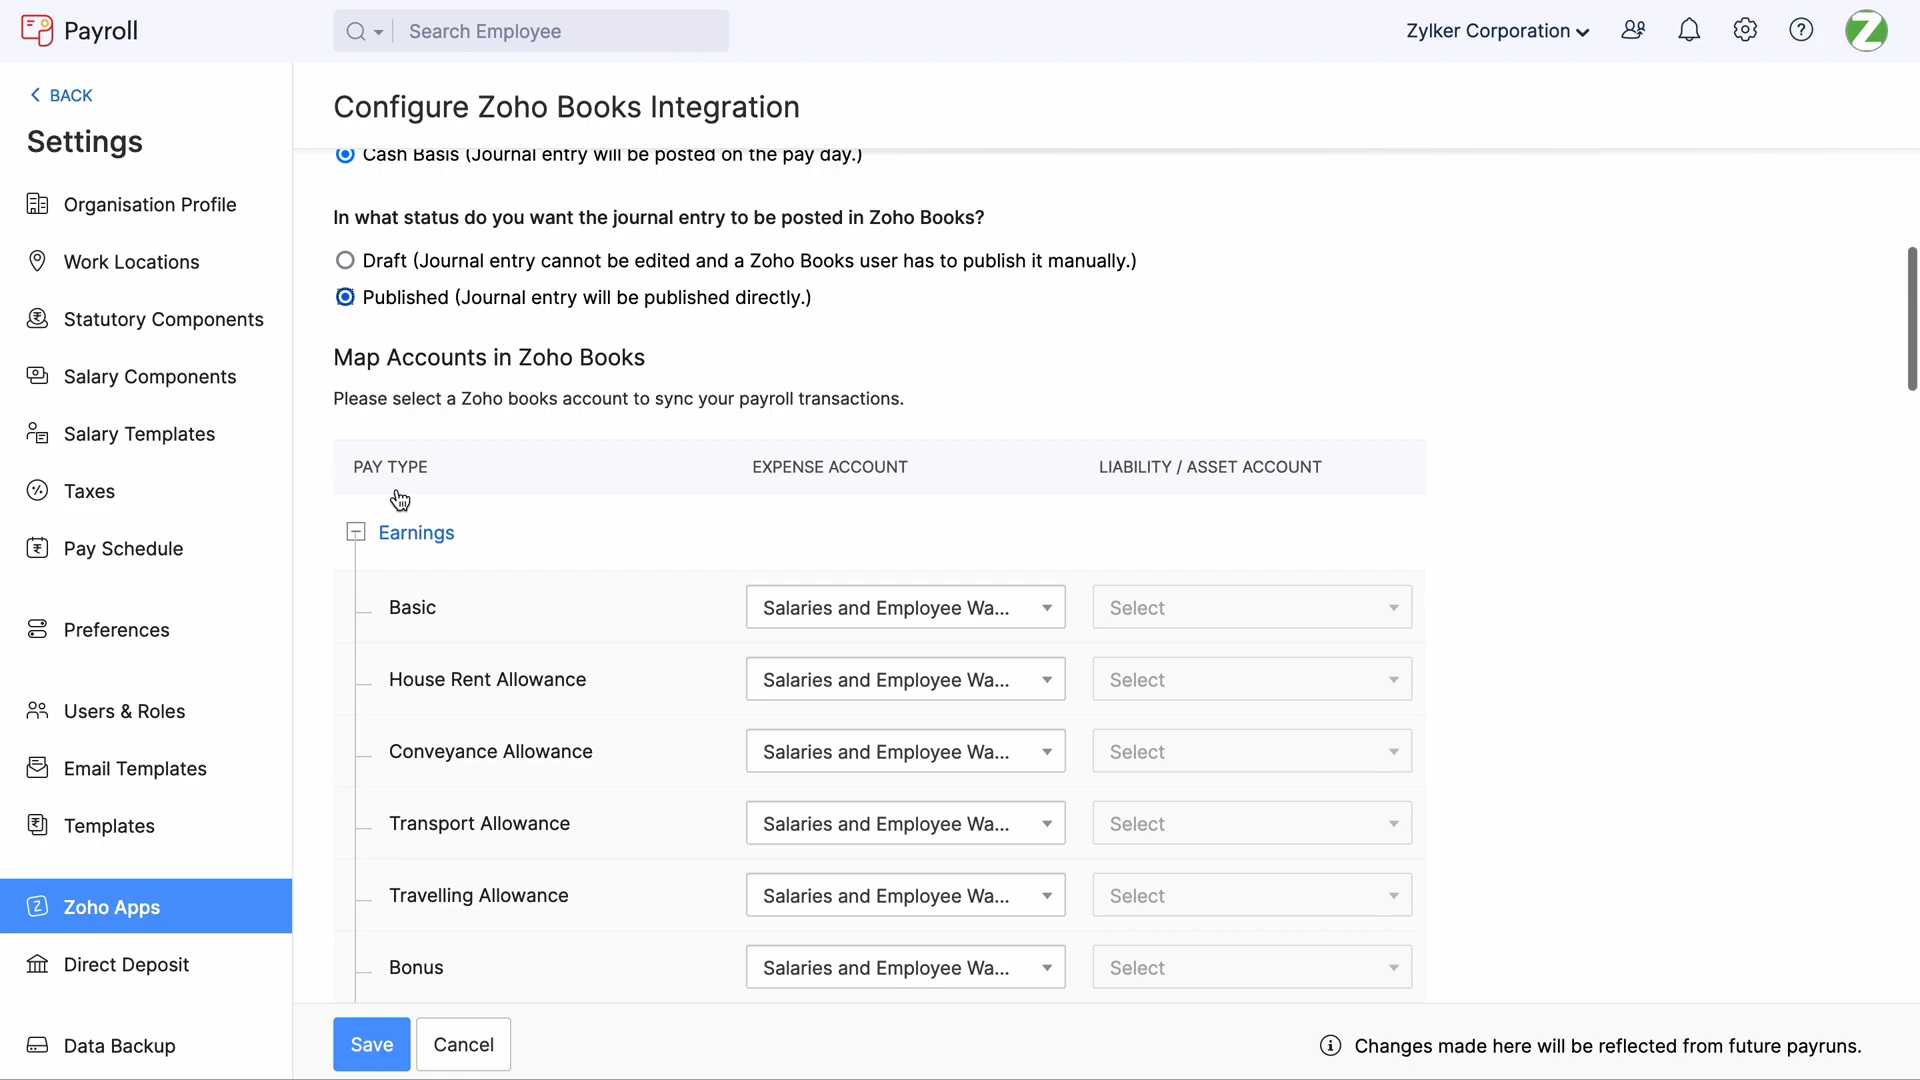 Payroll
Search Employee
Zylker Corporation
BACK
Settings
Organisation Profile
Work Locations
Statutory Components
Salary Components
Salary Templates
Taxes
Pay Schedule
Preferences
Users & Roles
Email Templates
Templates
Zoho Apps
Direct Deposit
Data Backup
Configure Zoho Books Integration
Cash Basis (Journal entry will be posted on the pay day.)
In what status do you want the journal entry to be posted in Zoho Books?
Draft (Journal entry cannot be edited and a Zoho Books user has to publish it manually.)
Published (Journal entry will be published directly.)
Map Accounts in Zoho Books
Please select a Zoho books account to sync your payroll transactions.
PAY TYPE EXPENSE ACCOUNT LIABILITY / ASSET ACCOUNT
Earnings
Basic Salaries and Employee Wa... Select
House Rent Allowance Salaries and Employee Wa... Select
Conveyance Allowance Salaries and Employee Wa... Select
Transport Allowance Salaries and Employee Wa... Select
Travelling Allowance Salaries and Employee Wa... Select
Bonus Salaries and Employee Wa... Select
Save Cancel Changes made here will be reflected from future payruns.